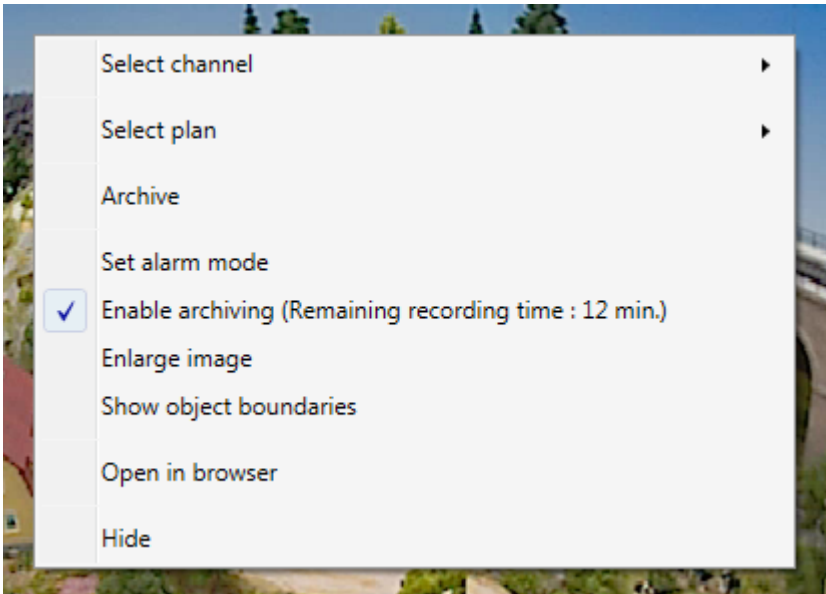 Select channel
Select plan
Archive
Set alarm mode
Enable archiving (Remaining recording time : 12 min.)
Enlarge image
Show object boundaries
Open in browser
Hide